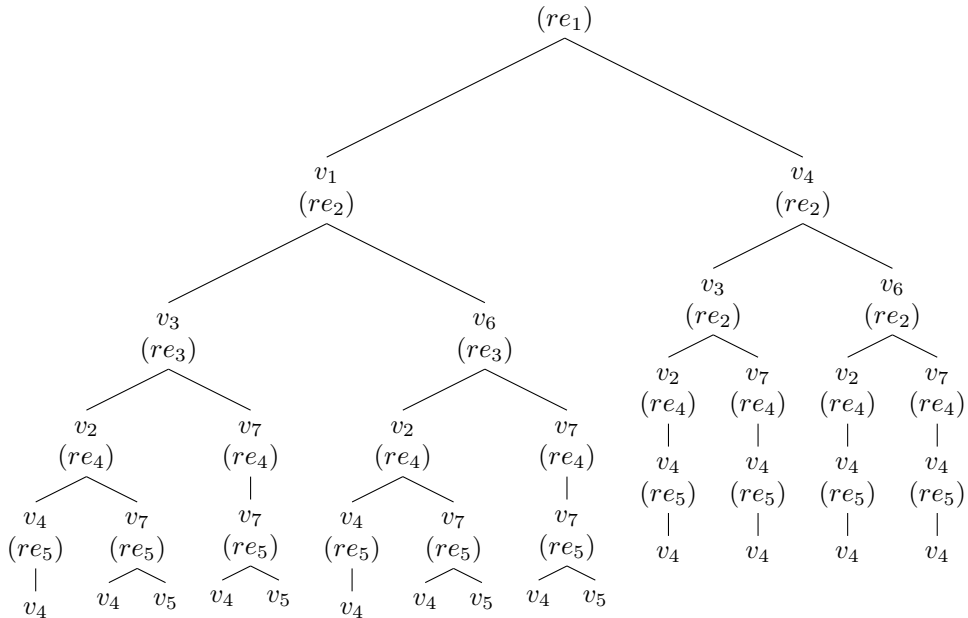 (re₁)
v₁ v₄
(re₂) (re₂)
v₃ v₆
(re₂) (re₂)
v₃ v₆
(re₃) (re₃)
v₂ v₇ v₂ v₇
(re₄) (re₄) (re₄) (re₄)
v₂ v₇ v₂ v₇
(re₄) (re₄) (re₄) (re₄)
v₄ v₄ v₄ v₄
(re₅) (re₅) (re₅) (re₅)
v₄ v₇ v₇ v₄ v₇ v₇
(re₅) (re₅) (re₅) (re₅) (re₅) (re₅)
v₄ v₄ v₄ v₄
v₄ v₄ v₅ v₄ v₅ v₄ v₄ v₅ v₄ v₅